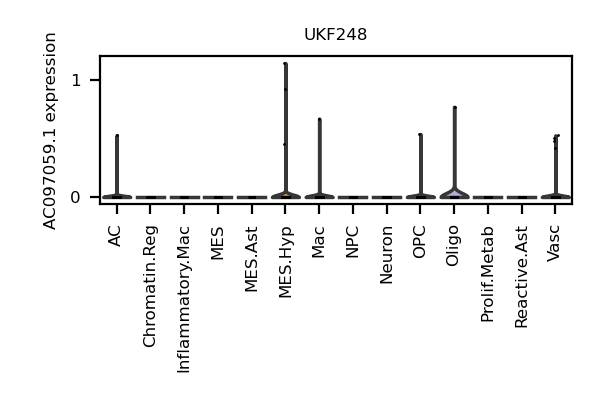 UKF248
AC097059.1 expression
1
0
AC
Chromatin.Reg
Inflammatory.Mac
MES
MES.Ast
MES.Hyp
Mac
NPC
Neuron
OPC
Oligo
Prolif.Metab
Reactive.Ast
Vasc